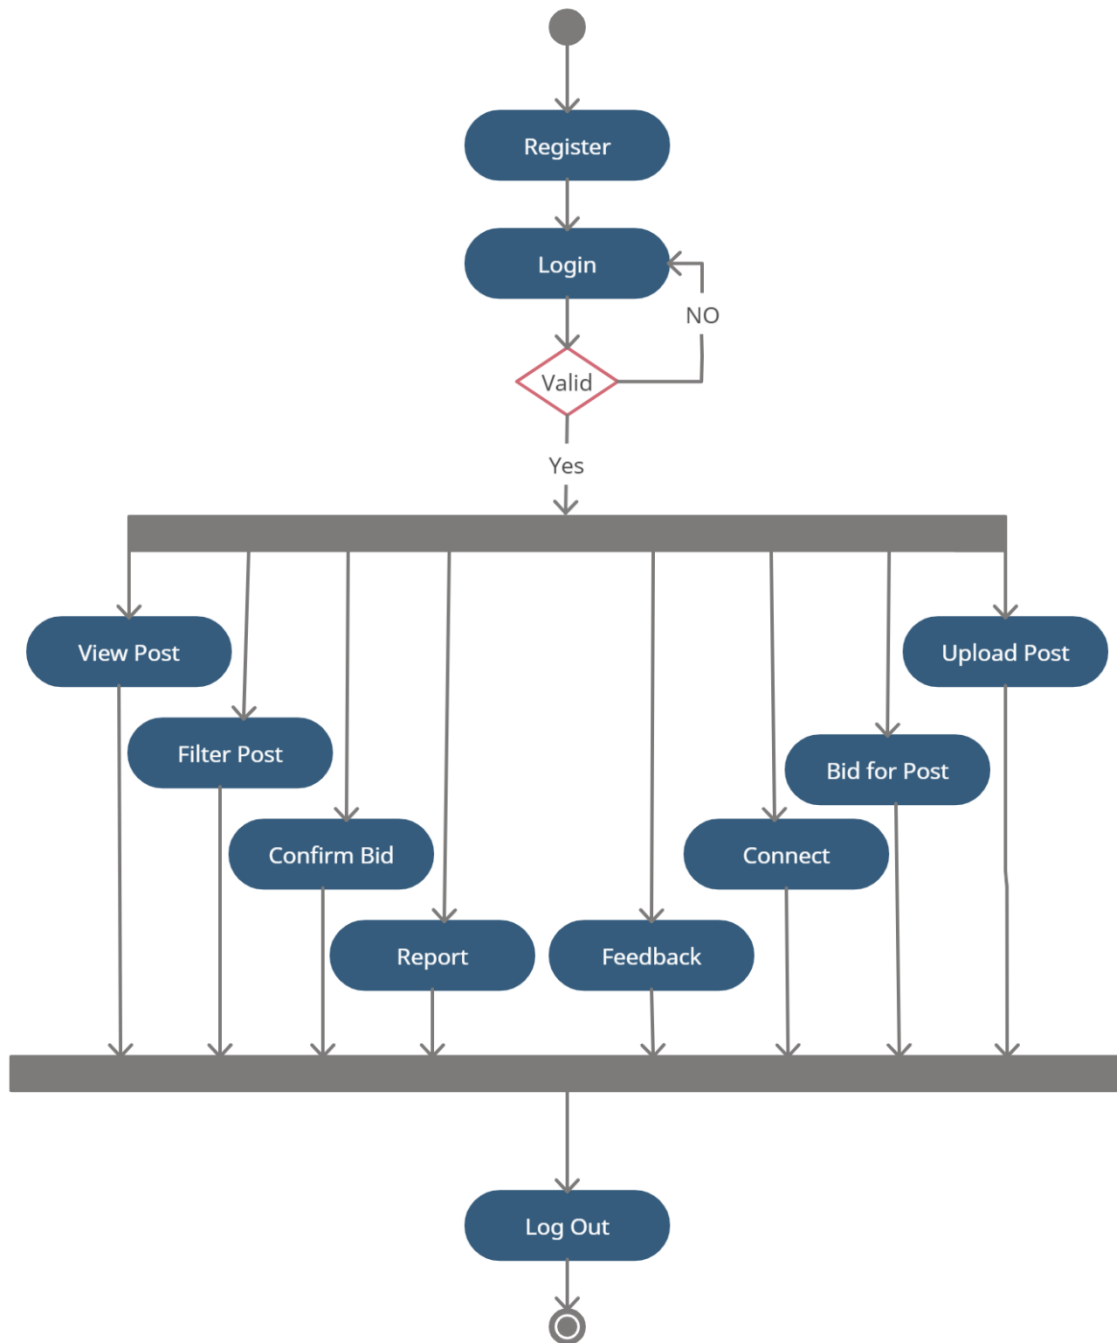 Register
Login
NO
Valid
Yes
View Post
Upload Post
Filter Post
Bid for Post
Confirm Bid
Connect
Report
Feedback
Log Out